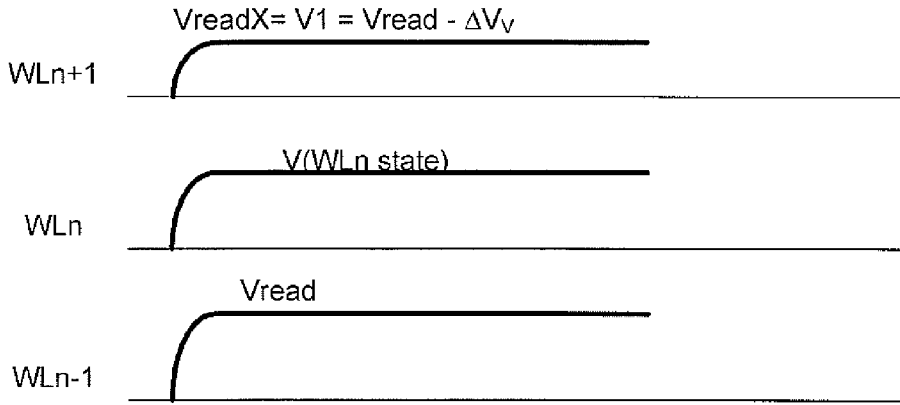 VreadX= V1 = Vread - ΔVV
WLn+1
V(WLn state)
WLn
Vread
WLn-1